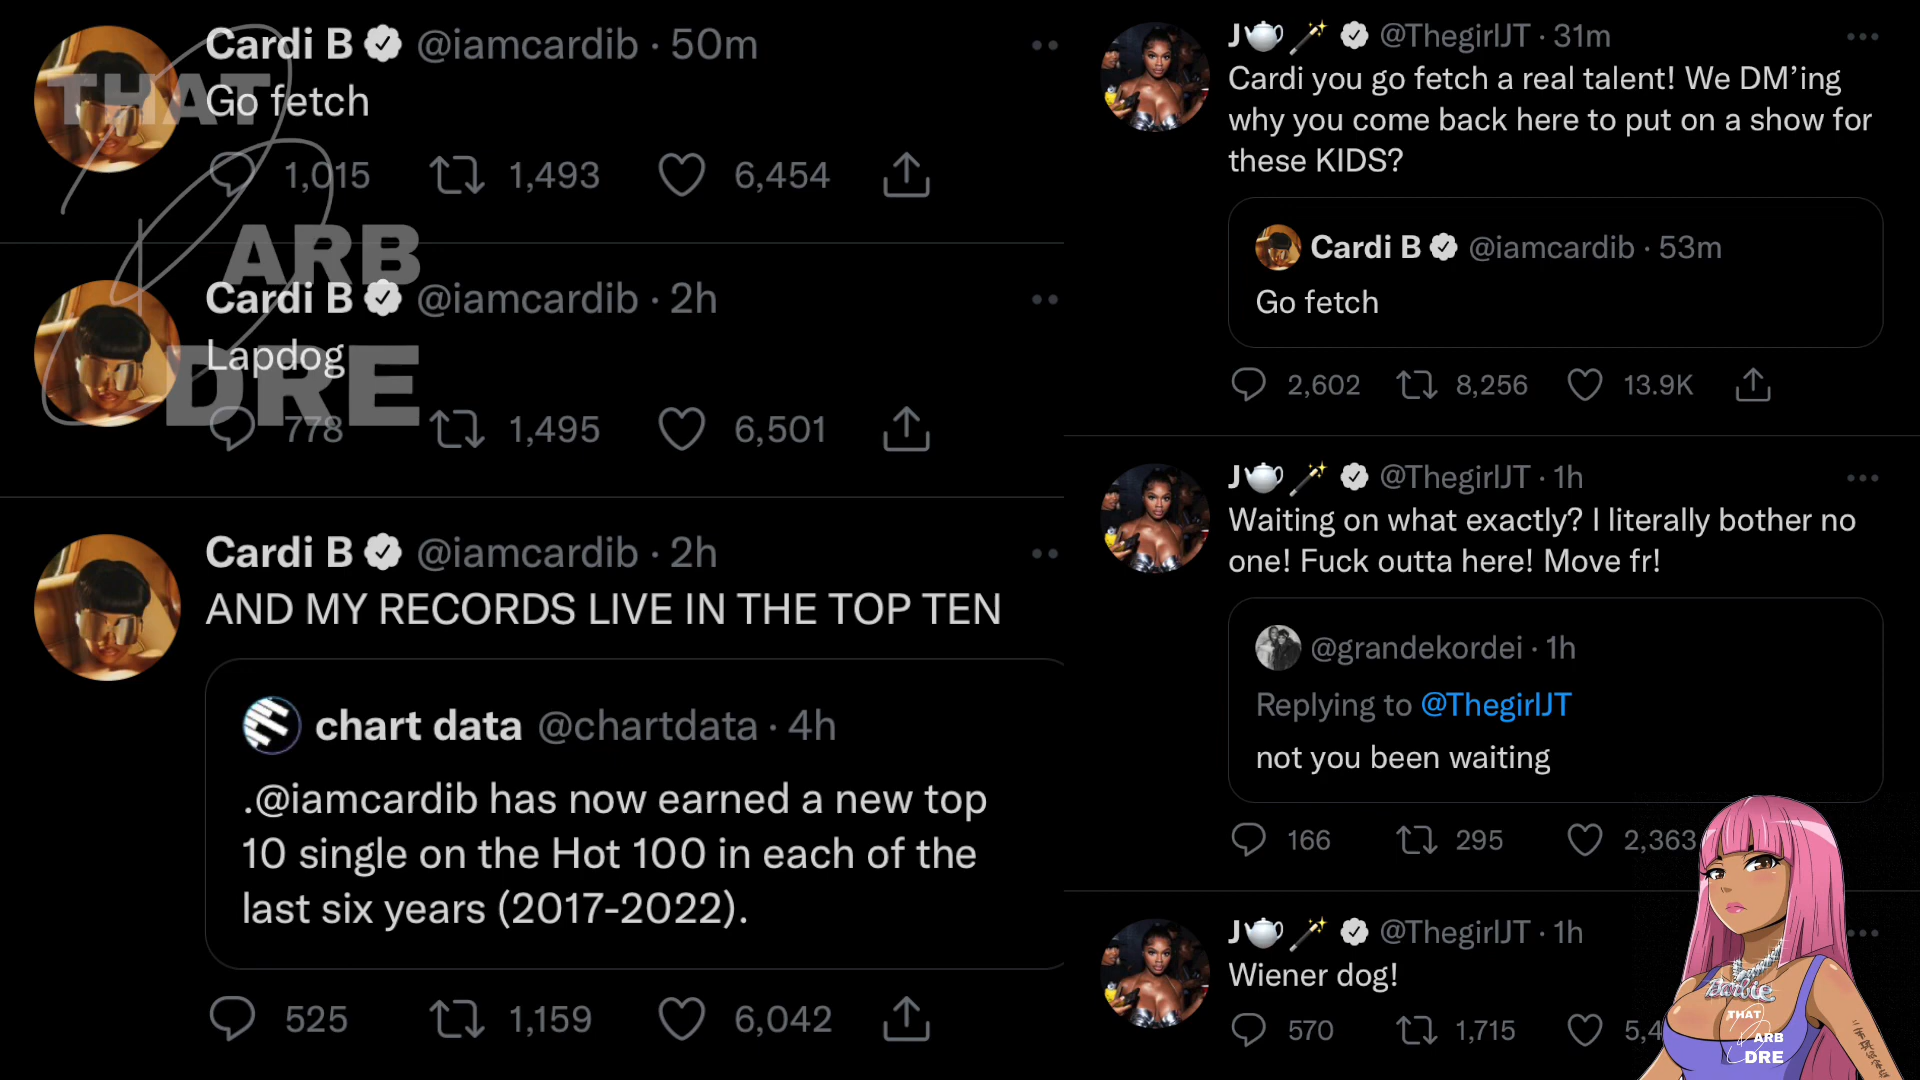 Cardi B @iamcardib · 50m
Go fetch
1,015 1,493 6,454
Cardi B @iamcardib · 2h
Lapdog
778 1,495 6,501
Cardi B @iamcardib · 2h
AND MY RECORDS LIVE IN THE TOP TEN
chart data @chartdata · 4h
.@iamcardib has now earned a new top
10 single on the Hot 100 in each of the
last six years (2017-2022).
525 1,159 6,042
THAT
BARB
DRE
J @ThegirlJT · 31m
Cardi you go fetch a real talent! We DM’ing
why you come back here to put on a show for
these KIDS?
Cardi B @iamcardib · 53m
Go fetch
2,602 8,256 13.9K
J @ThegirlJT · 1h
Waiting on what exactly? I literally bother no
one! Fuck outta here! Move fr!
@grandekordei · 1h
Replying to @ThegirlJT
not you been waiting
166 295 2,363
J @ThegirlJT · 1h
Wiener dog!
570 1,715 5,4
Barbie
THAT
BARB
DRE